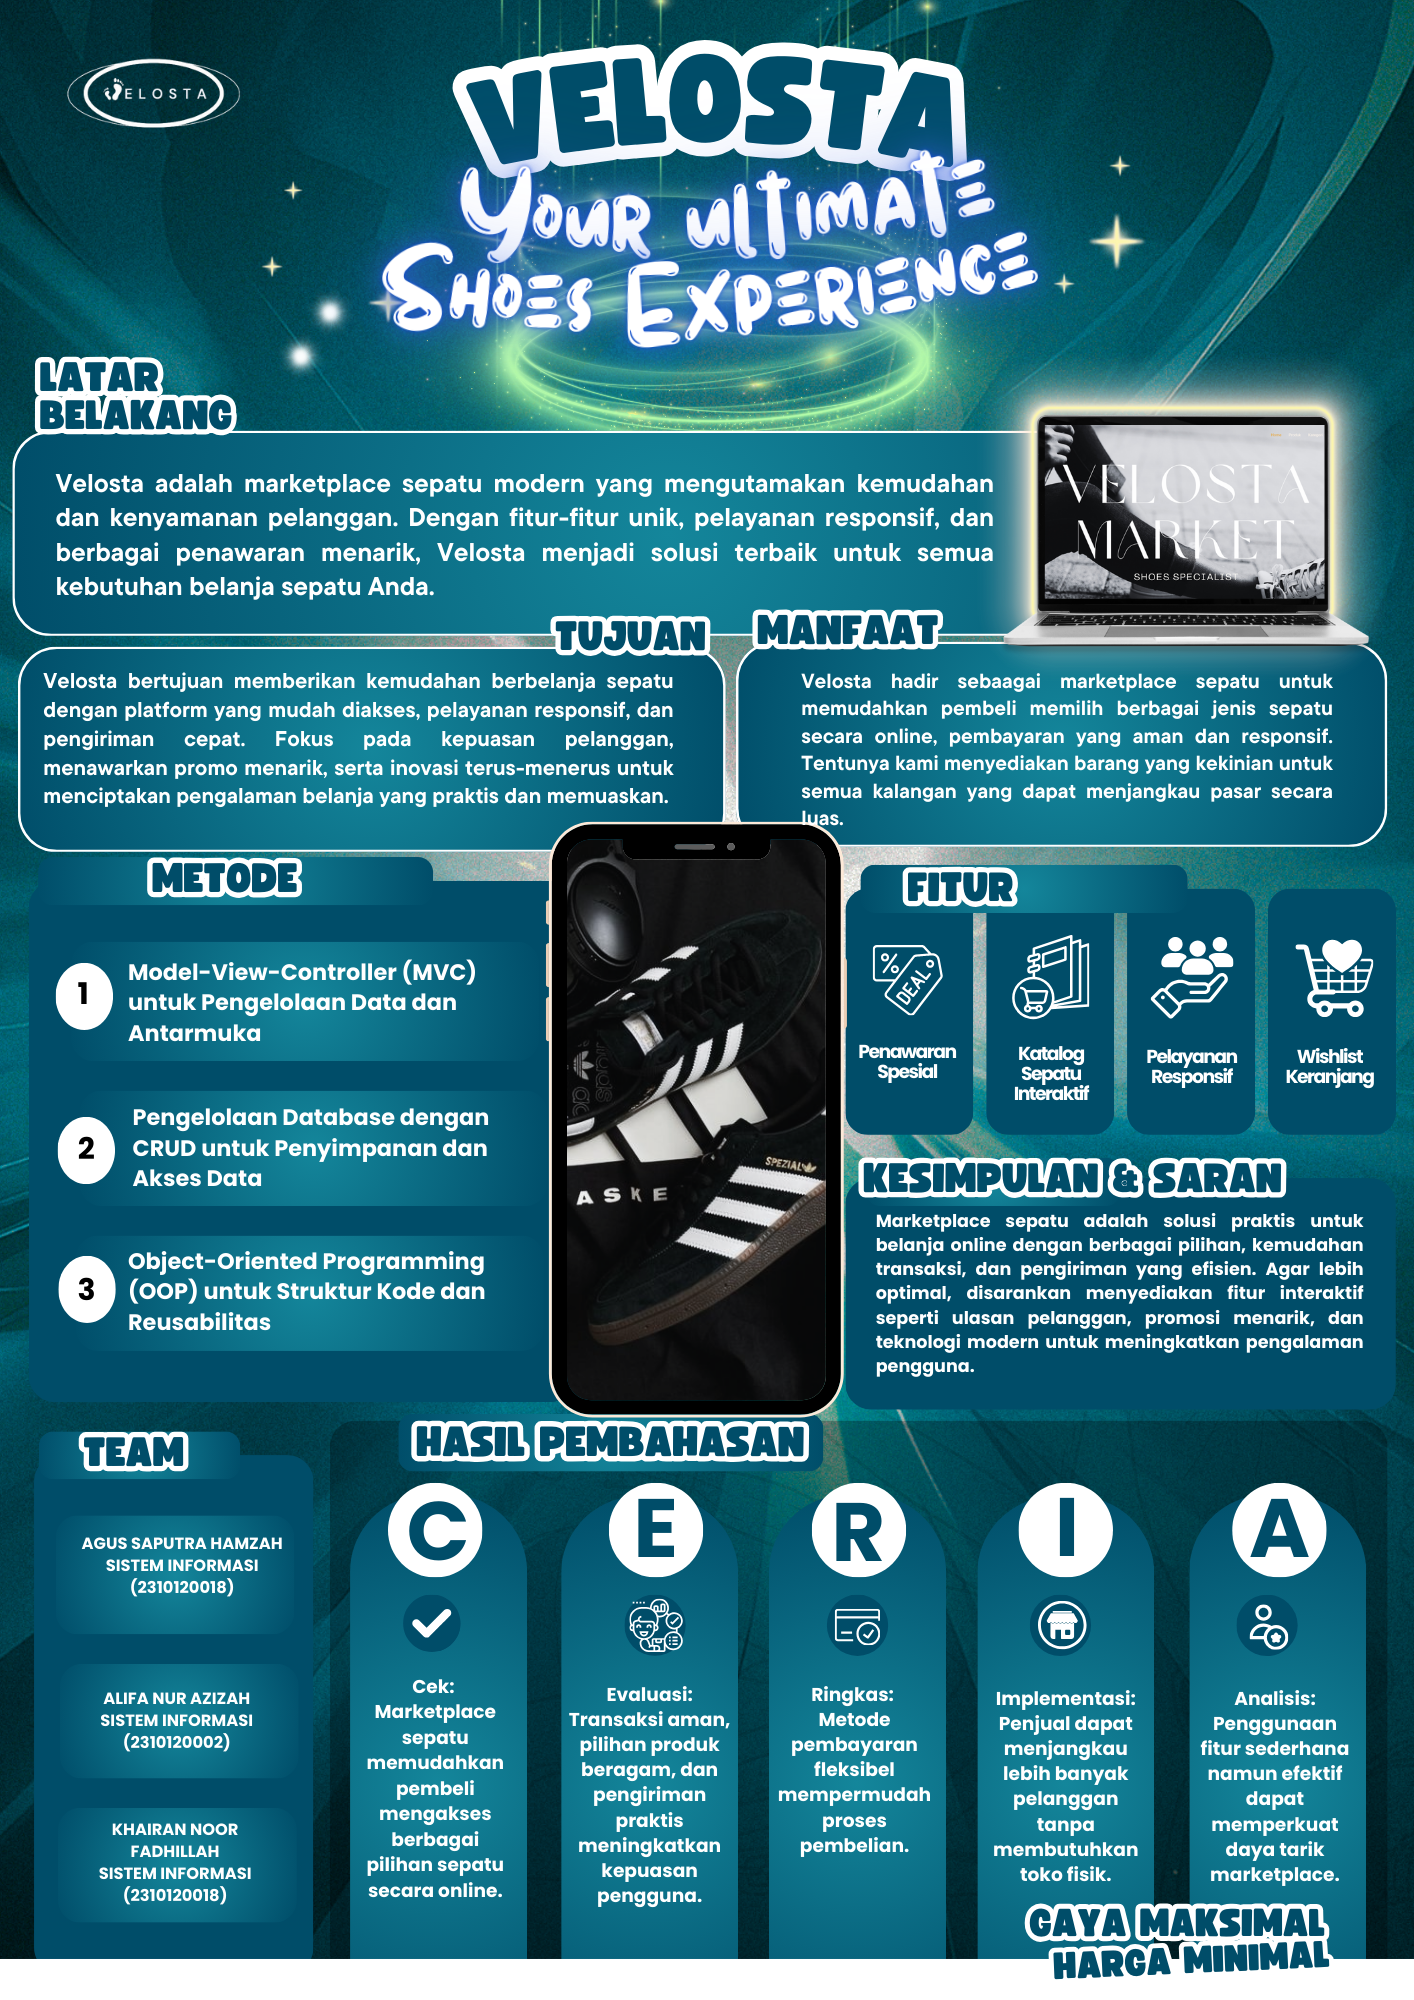 VELOSTA
VELOSTA
Your Ultimate
Shoes Experience
LATAR
BELAKANG
Velosta adalah marketplace sepatu modern yang mengutamakan kemudahan
dan kenyamanan pelanggan. Dengan fitur-fitur unik, pelayanan responsif, dan
berbagai penawaran menarik, Velosta menjadi solusi terbaik untuk semua
kebutuhan belanja sepatu Anda.
VELOSTA
MARKET
SHOES SPECIALIST
TUJUAN
Velosta bertujuan memberikan kemudahan berbelanja sepatu
dengan platform yang mudah diakses, pelayanan responsif, dan
pengiriman cepat. Fokus pada kepuasan pelanggan,
menawarkan promo menarik, serta inovasi terus-menerus untuk
menciptakan pengalaman belanja yang praktis dan memuaskan.
MANFAAT
Velosta hadir sebaagai marketplace sepatu untuk
memudahkan pembeli memilih berbagai jenis sepatu
secara online, pembayaran yang aman dan responsif.
Tentunya kami menyediakan barang yang kekinian untuk
semua kalangan yang dapat menjangkau pasar secara
luas.
METODE
1
Model-View-Controller (MVC)
untuk Pengelolaan Data dan
Antarmuka
2
Pengelolaan Database dengan
CRUD untuk Penyimpanan dan
Akses Data
3
Object-Oriented Programming
(OOP) untuk Struktur Kode dan
Reusabilitas
adidas
SPEZIAL
ASKE
FITUR
DEAL
Penawaran
Spesial
Katalog
Sepatu
Interaktif
Pelayanan
Responsif
Wishlist
Keranjang
KESIMPULAN & SARAN
Marketplace sepatu adalah solusi praktis untuk
belanja online dengan berbagai pilihan, kemudahan
transaksi, dan pengiriman yang efisien. Agar lebih
optimal, disarankan menyediakan fitur interaktif
seperti ulasan pelanggan, promosi menarik, dan
teknologi modern untuk meningkatkan pengalaman
pengguna.
TEAM
AGUS SAPUTRA HAMZAH
SISTEM INFORMASI
(2310120018)
ALIFA NUR AZIZAH
SISTEM INFORMASI
(2310120002)
KHAIRAN NOOR
FADHILLAH
SISTEM INFORMASI
(2310120018)
HASIL PEMBAHASAN
C
Cek:
Marketplace
sepatu
memudahkan
pembeli
mengakses
berbagai
pilihan sepatu
secara online.
E
Evaluasi:
Transaksi aman,
pilihan produk
beragam, dan
pengiriman
praktis
meningkatkan
kepuasan
pengguna.
R
Ringkas:
Metode
pembayaran
fleksibel
mempermudah
proses
pembelian.
I
Implementasi:
Penjual dapat
menjangkau
lebih banyak
pelanggan
tanpa
membutuhkan
toko fisik.
A
Analisis:
Penggunaan
fitur sederhana
namun efektif
dapat
memperkuat
daya tarik
marketplace.
GAYA MAKSIMAL
HARGA MINIMAL